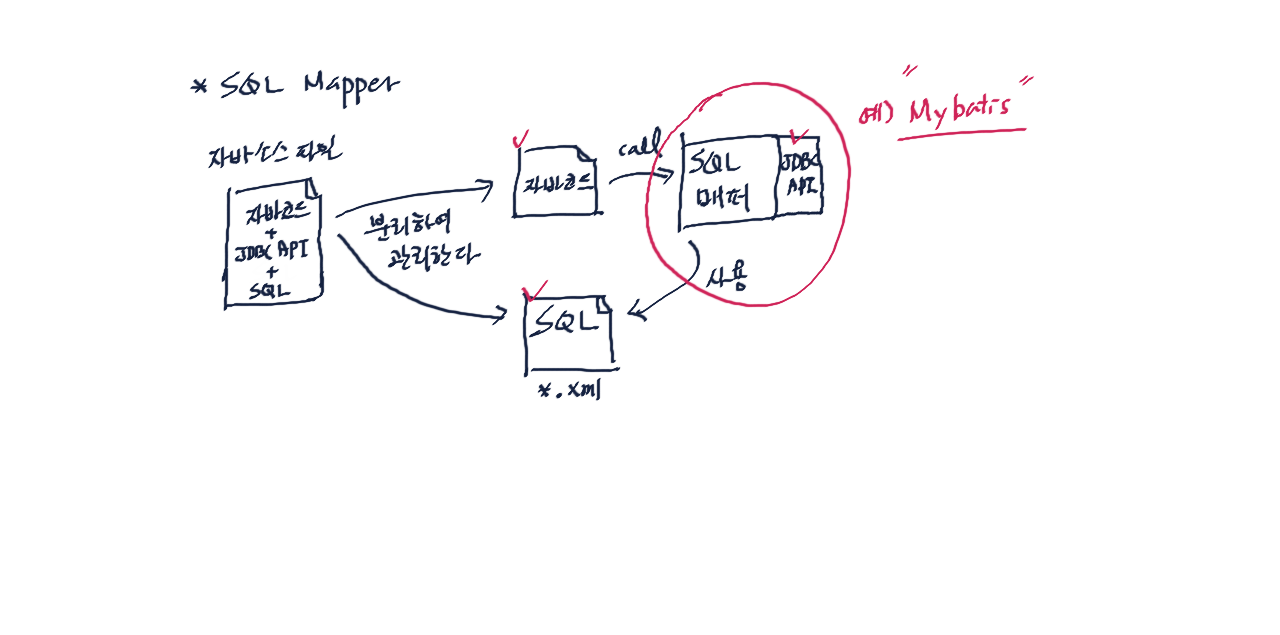 * SQL Mapper
예) "Mybatis"
자바소스 파일
자바코드
+
JDBC API
+
SQL
분리하여
관리한다
자바코드
call
SQL
매퍼
JDBC
API
사용
SQL
*.xml